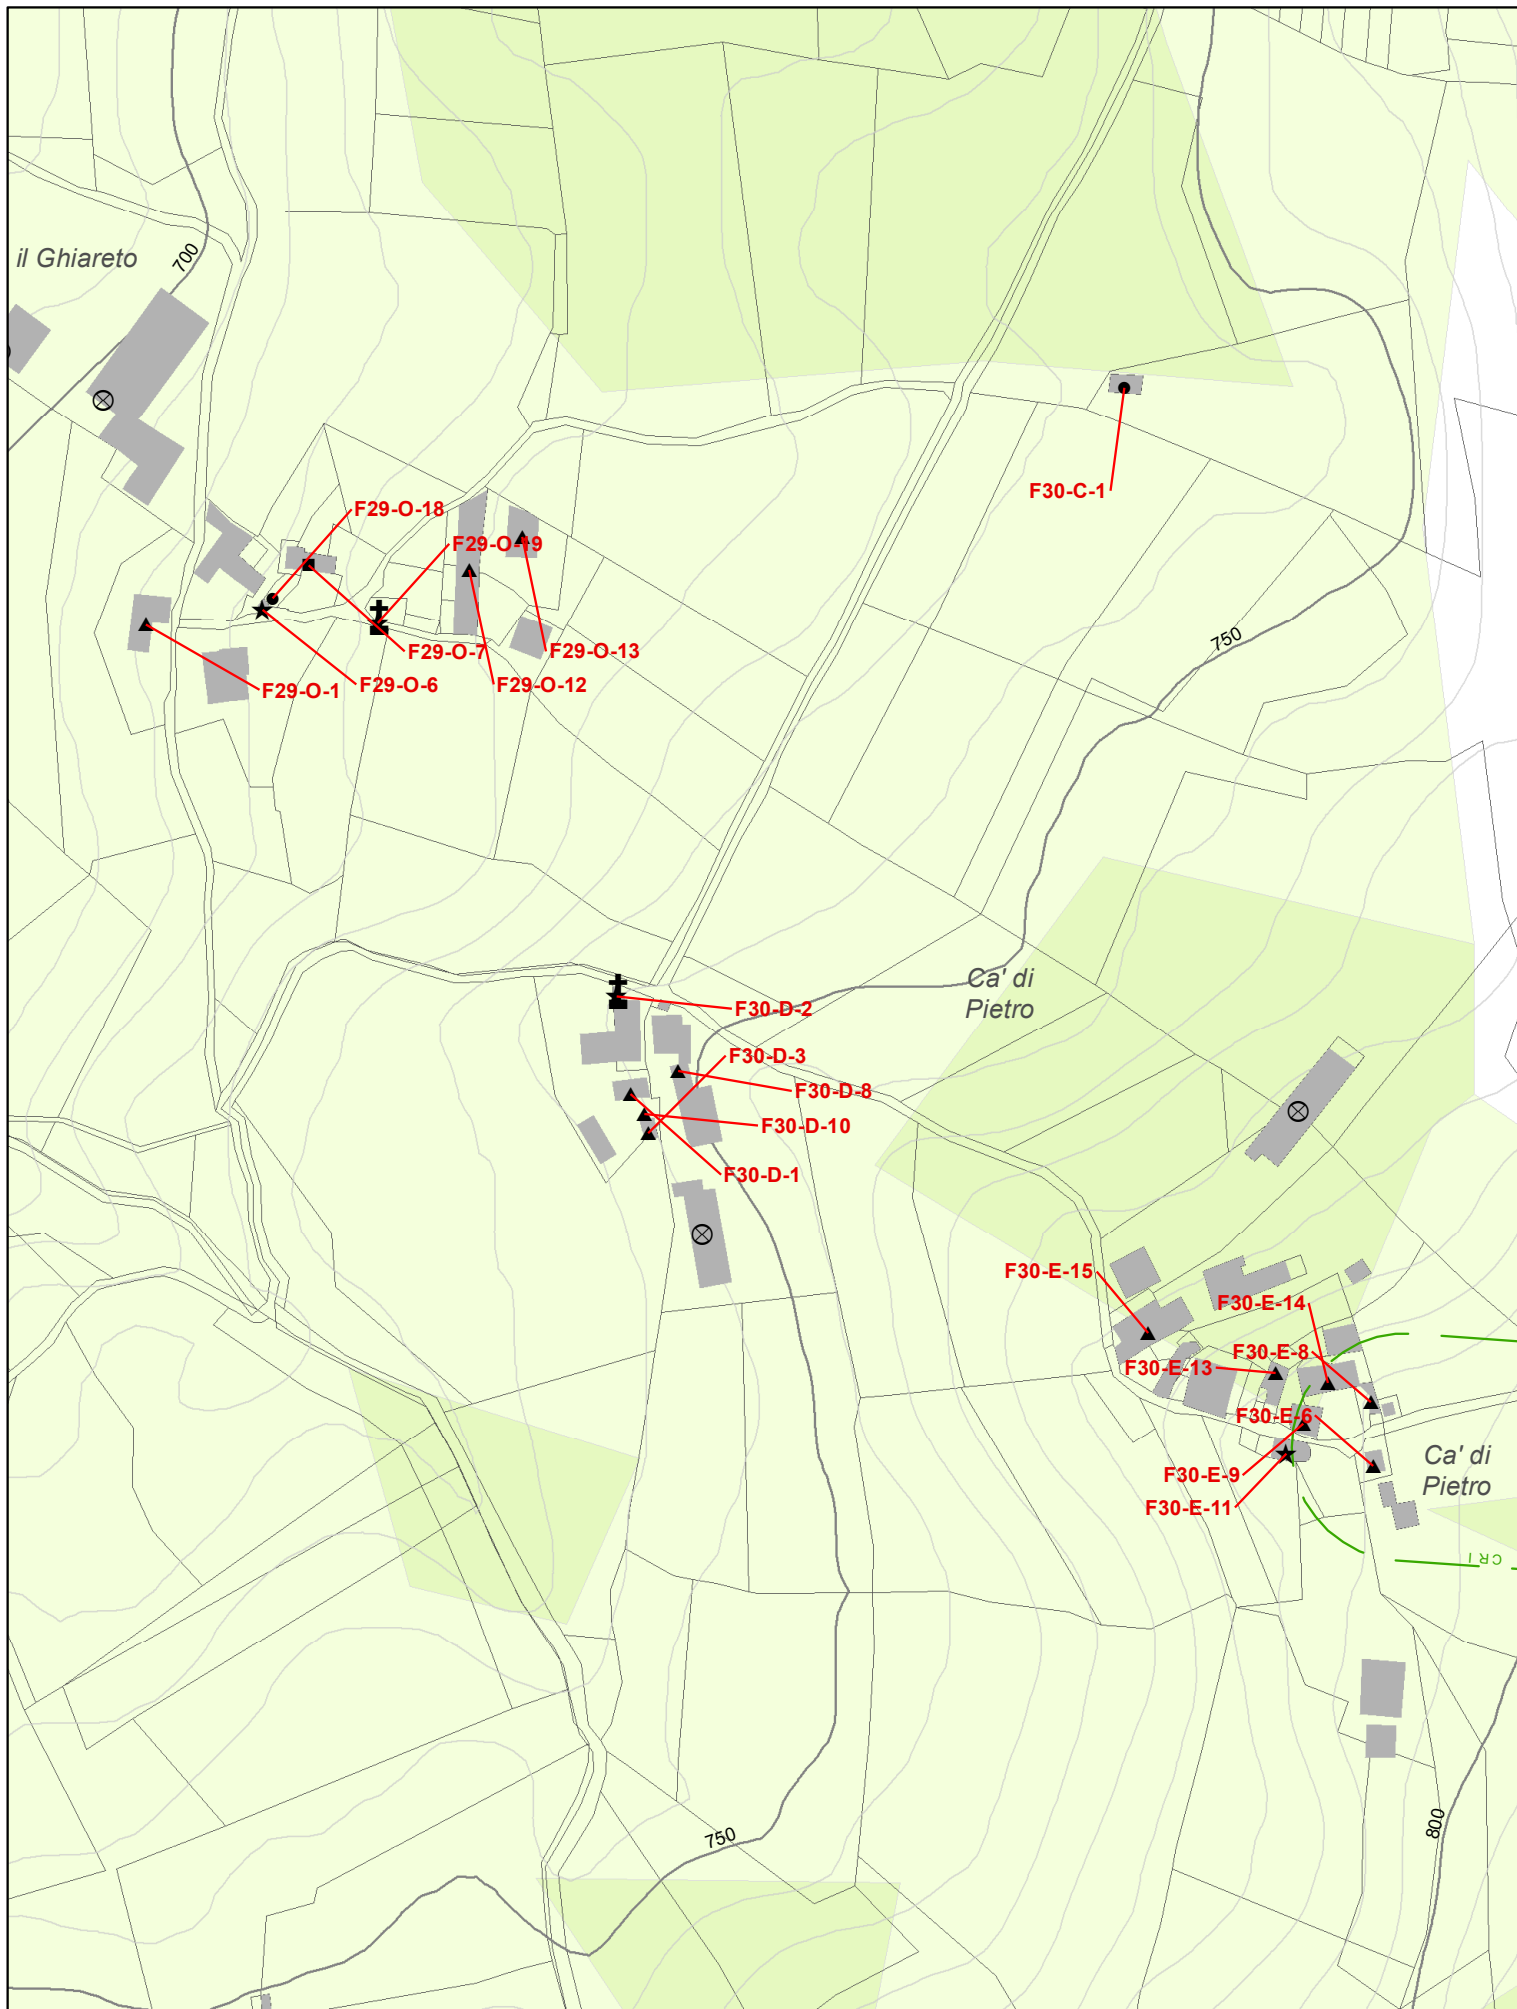 il Ghiareto
700
F30-C-1
F29-O-18
F29-O-19
750
F29-O-7
F29-O-13
F29-O-1
F29-O-6
F29-O-12
Ca' di
Pietro
F30-D-2
F30-D-3
F30-D-8
F30-D-10
F30-D-1
F30-E-15
F30-E-14
F30-E-8
F30-E-13
F30-E-6
F30-E-9
F30-E-11
Ca' di
Pietro
CRI
750
800